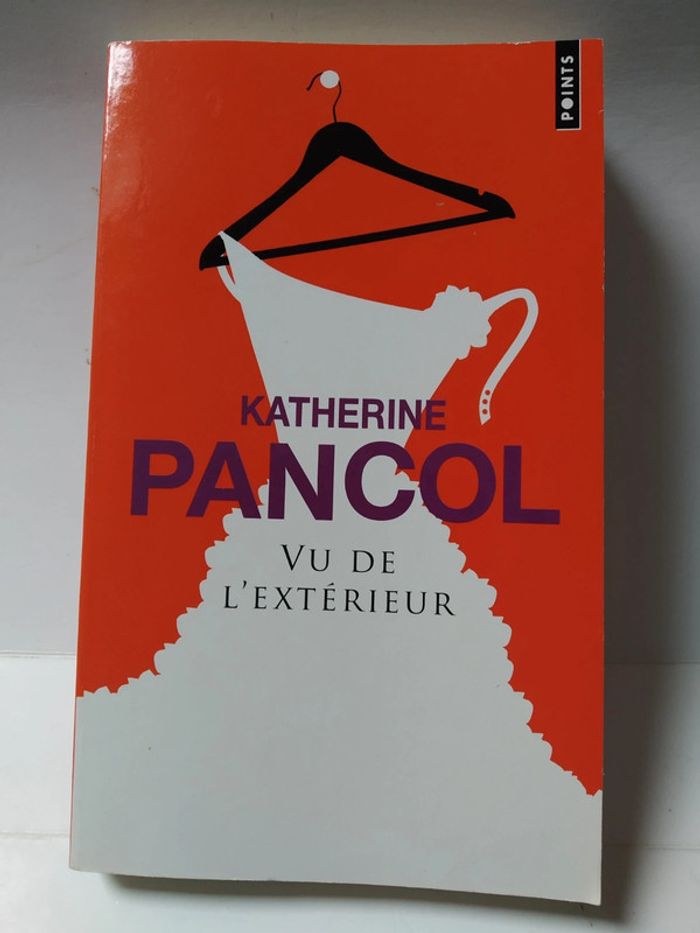 POINTS
KATHERINE
PANCOL
VU DE
L'EXTÉRIEUR